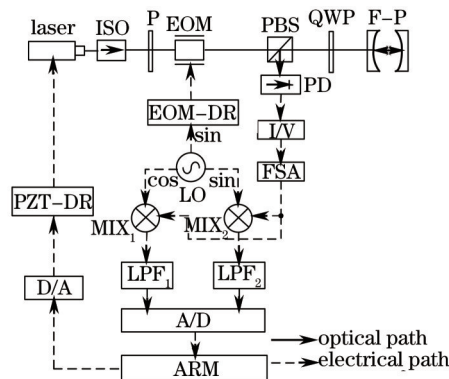 laser ISO P EOM PBS QWP F-P
PD
EOM-DR I/V
sin
FSA
cos sin
LO
PZT-DR
MIX₁ MIX₂
LPF₁ LPF₂
D/A
A/D
optical path
ARM electrical path